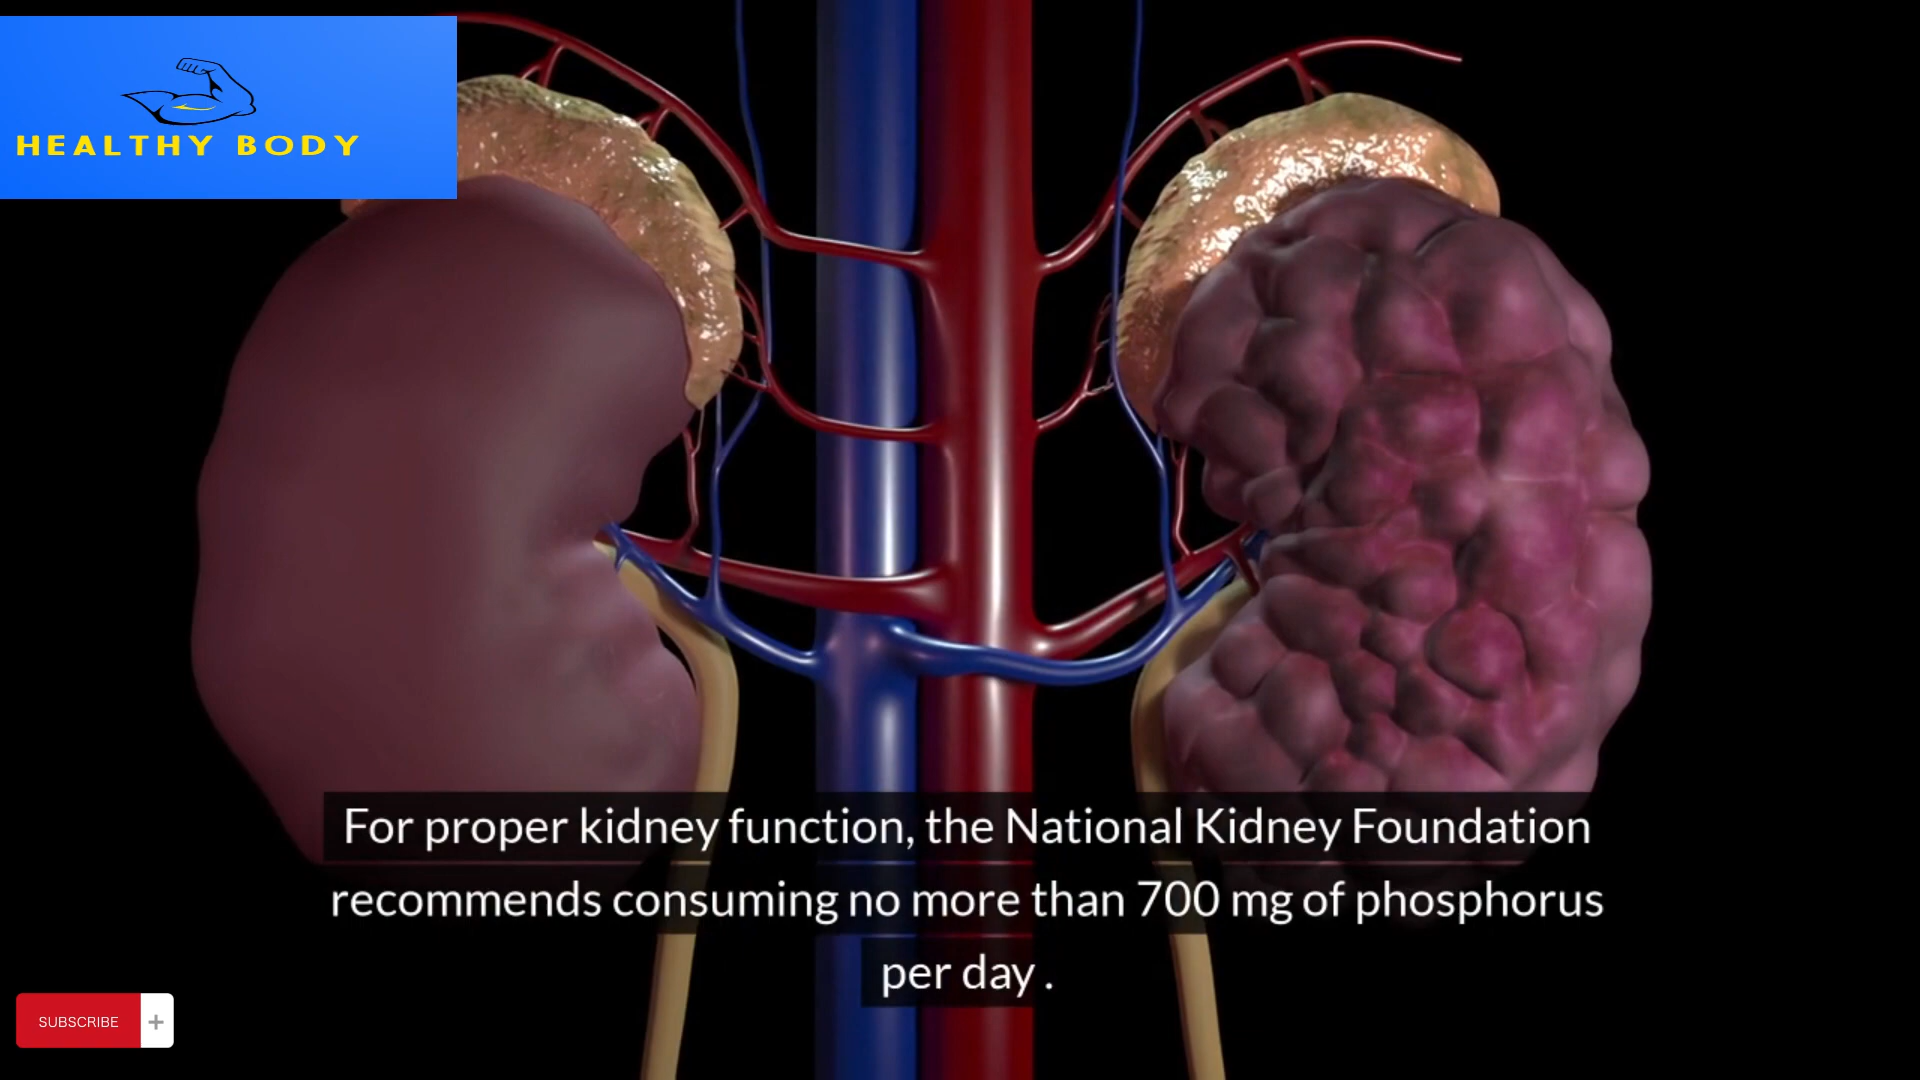 HEALTHY BODY
For proper kidney function, the National Kidney Foundation
recommends consuming no more than 700 mg of phosphorus
per day .
SUBSCRIBE +